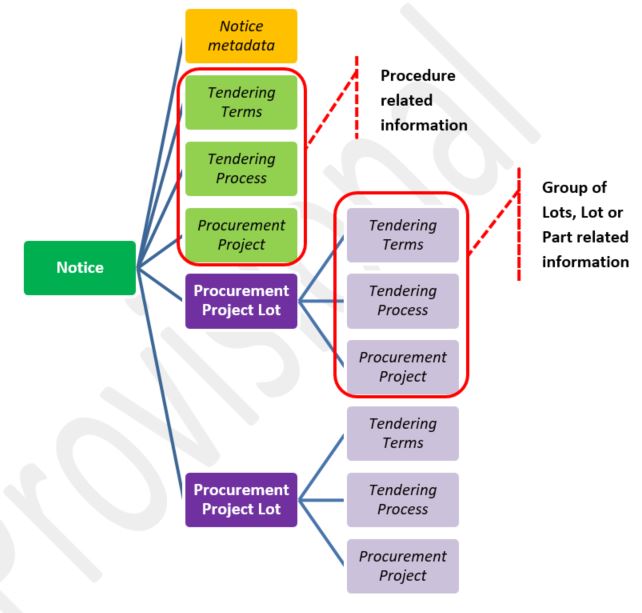 Notice
metadata
Tendering
Terms
Procedure
related
information
Tendering
Process
Procurement
Project
Group of
Lots, Lot or
Part related
information
Tendering
Terms
Notice
Procurement
Project Lot
Tendering
Process
Procurement
Project
Tendering
Terms
Procurement
Project Lot
Tendering
Process
Procurement
Project
Provisional